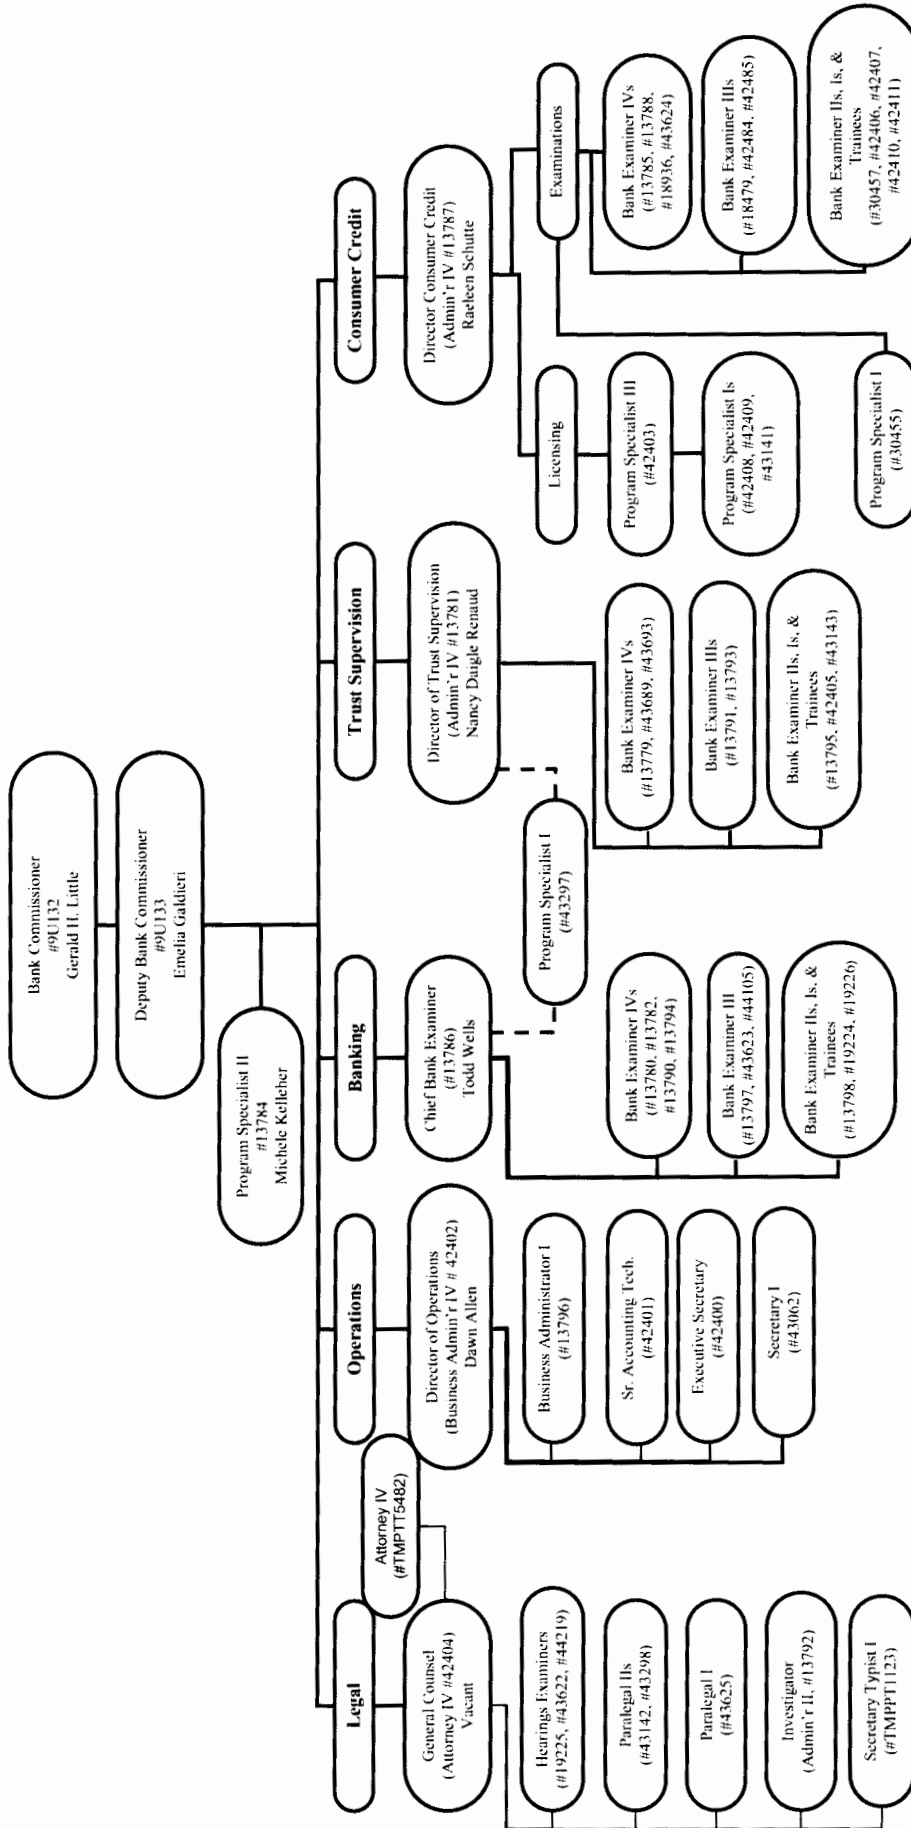 Bank Commissioner
#9U132
Gerald H. Little
Deputy Bank Commissioner
#9U133
Emelia Galdieri
Program Specialist II
#13784
Michele Kelleher
Legal
General Counsel
(Attorney IV #42404)
Vacant
Attorney IV
(#TMPTT5482)
Hearings Examiners
(#19225, #43622, #44219)
Paralegal IIs
(#43142, #43298)
Paralegal I
(#43625)
Investigator
(Admin'r II, #13792)
Secretary Typist I
(#TMPPT1123)
Operations
Director of Operations
(Business Admin'r IV # 42402)
Dawn Allen
Business Administrator I
(#13796)
Sr. Accounting Tech.
(#42401)
Executive Secretary
(#42400)
Secretary I
(#43062)
Banking
Chief Bank Examiner
(#13786)
Todd Wells
Program Specialist I
(#43297)
Bank Examiner IVs
(#13780, #13782,
#13790, #13794)
Bank Examiner III
(#13797, #43623, #44105)
Bank Examiner IIs, Is, &
Trainees
(#13798, #19224, #19226)
Trust Supervision
Director of Trust Supervision
(Admin'r IV #13781)
Nancy Daigle Renaud
Bank Examiner IVs
(#13779, #43689, #43693)
Bank Examiner IIIs
(#13791, #13793)
Bank Examiner IIs, Is, &
Trainees
(#13795, #42405, #43143)
Consumer Credit
Director Consumer Credit
(Admin'r IV #13787)
Raeleen Schutte
Licensing
Program Specialist III
(#42403)
Program Specialist Is
(#42408, #42409,
#43141)
Program Specialist I
(#30455)
Examinations
Bank Examiner IVs
(#13785, #13788,
#18936, #43624)
Bank Examiner IIIs
(#18479, #42484, #42485)
Bank Examiner IIs, Is, &
Trainees
(#30457, #42406, #42407,
#42410, #42411)